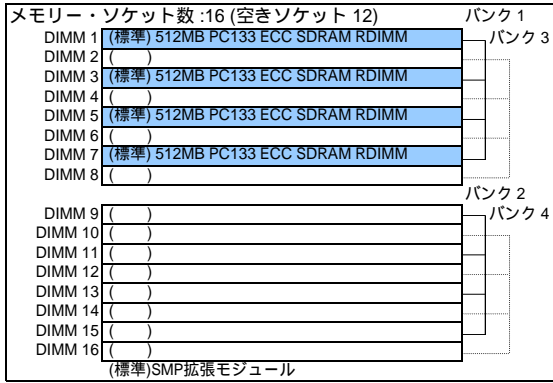 メモリー・ソケット数 :16 (空きソケット 12) バンク 1
DIMM 1 (標準) 512MB PC133 ECC SDRAM RDIMM バンク 3
DIMM 2 ( )
DIMM 3 (標準) 512MB PC133 ECC SDRAM RDIMM
DIMM 4 ( )
DIMM 5 (標準) 512MB PC133 ECC SDRAM RDIMM
DIMM 6 ( )
DIMM 7 (標準) 512MB PC133 ECC SDRAM RDIMM
DIMM 8 ( )
バンク 2
DIMM 9 ( ) バンク 4
DIMM 10 ( )
DIMM 11 ( )
DIMM 12 ( )
DIMM 13 ( )
DIMM 14 ( )
DIMM 15 ( )
DIMM 16 ( )
(標準)SMP拡張モジュール